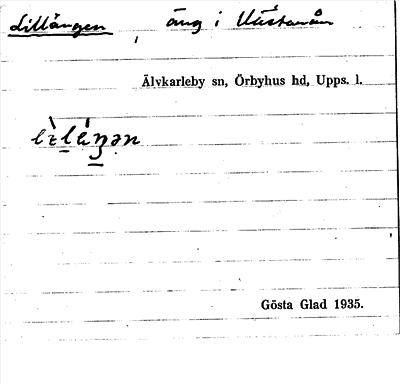 Lillängen äng i Västanån
Älvkarleby sn, Örbyhus hd, Upps. l.
Gösta Glad 1935.